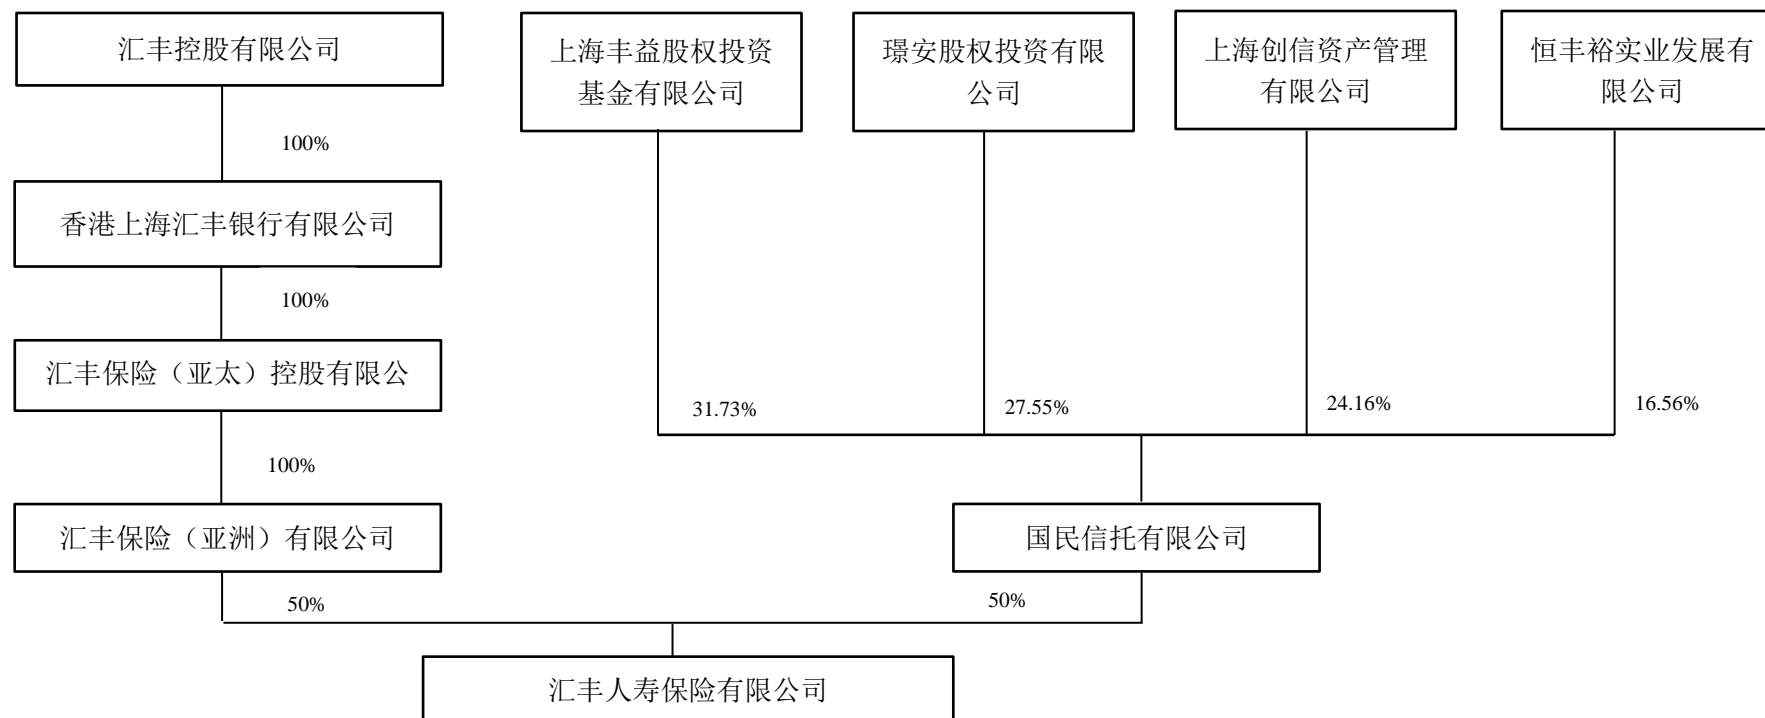 汇丰控股有限公司
上海丰益股权投资
基金有限公司
璟安股权投资有限
公司
上海创信资产管理
有限公司
恒丰裕实业发展有
限公司
100%
香港上海汇丰银行有限公司
100%
汇丰保险（亚太）控股有限公
31.73%
27.55%
24.16%
16.56%
100%
汇丰保险（亚洲）有限公司
国民信托有限公司
50%
50%
汇丰人寿保险有限公司